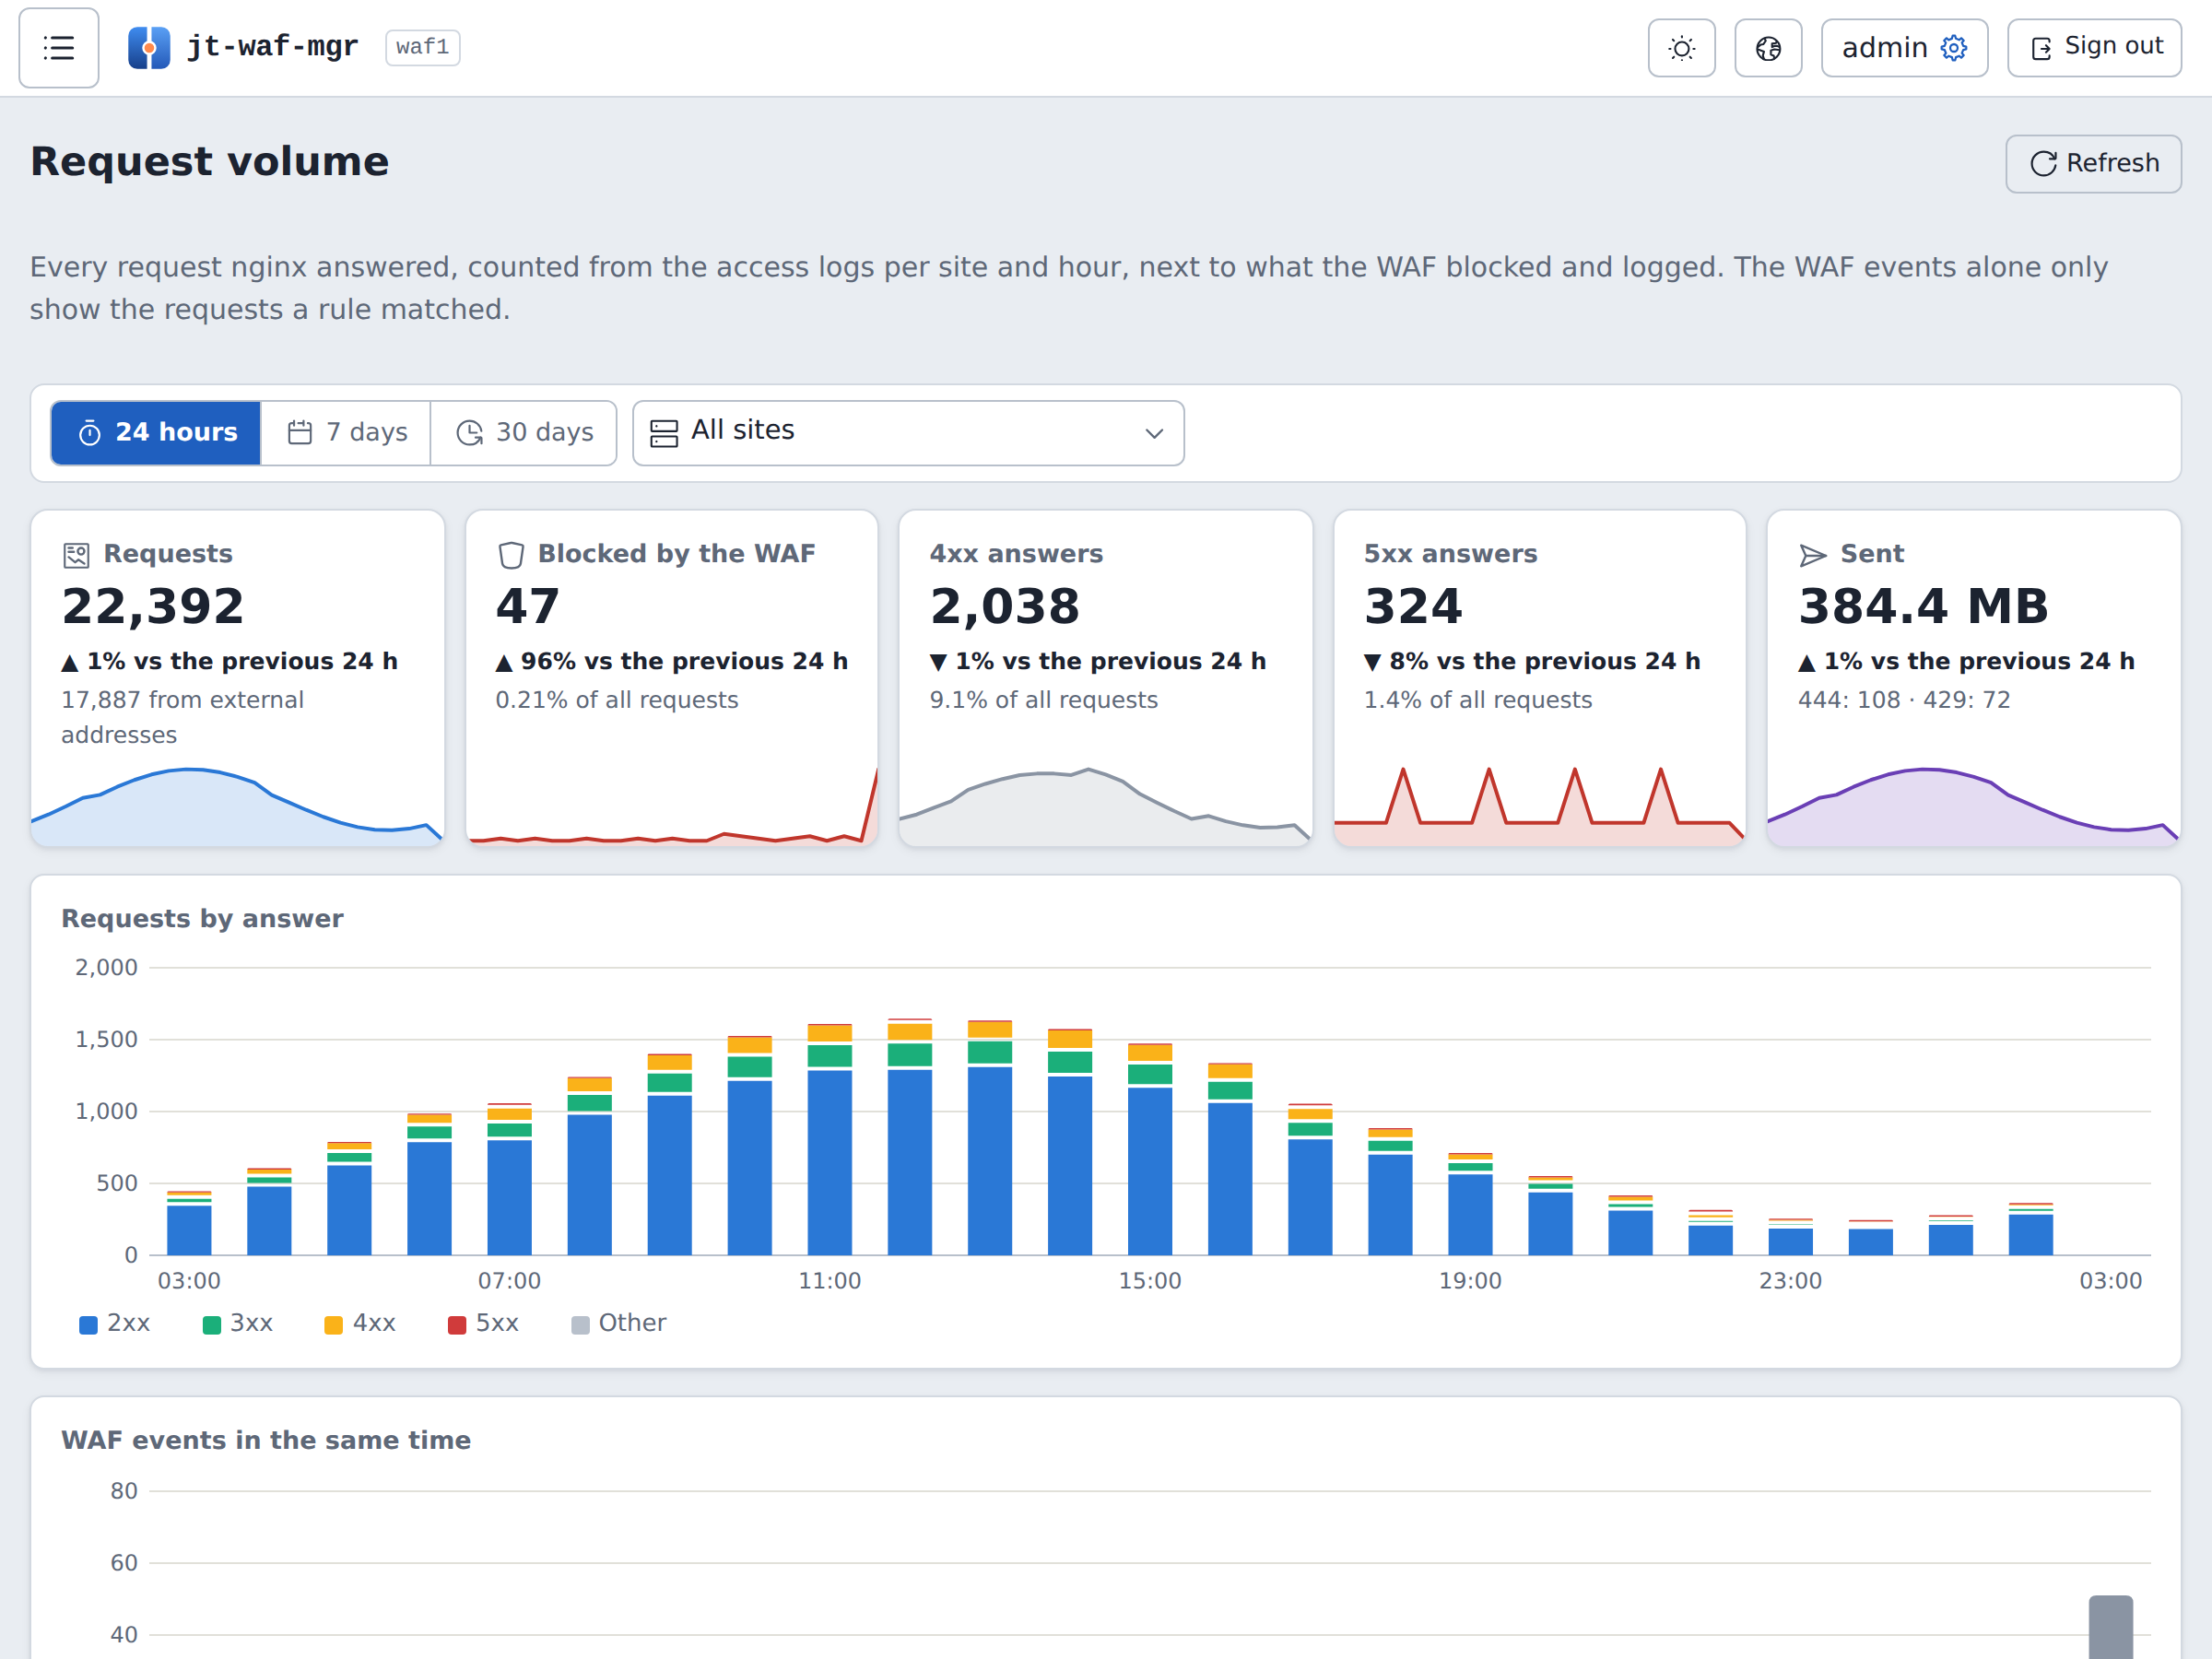 jt-waf-mgr
waf1
admin
Sign out
Request volume
Refresh
Every request nginx answered, counted from the access logs per site and hour, next to what the WAF blocked and logged. The WAF events alone only
show the requests a rule matched.
24 hours
7 days
30 days
All sites
Requests
22,392
▲ 1% vs the previous 24 h
17,887 from external
addresses
Blocked by the WAF
47
▲ 96% vs the previous 24 h
0.21% of all requests
4xx answers
2,038
▼ 1% vs the previous 24 h
9.1% of all requests
5xx answers
324
▼ 8% vs the previous 24 h
1.4% of all requests
Sent
384.4 MB
▲ 1% vs the previous 24 h
444: 108 · 429: 72
Requests by answer
2,000
1,500
1,000
500
0
03:00 07:00 11:00 15:00 19:00 23:00 03:00
2xx 3xx 4xx 5xx Other
WAF events in the same time
80
60
40